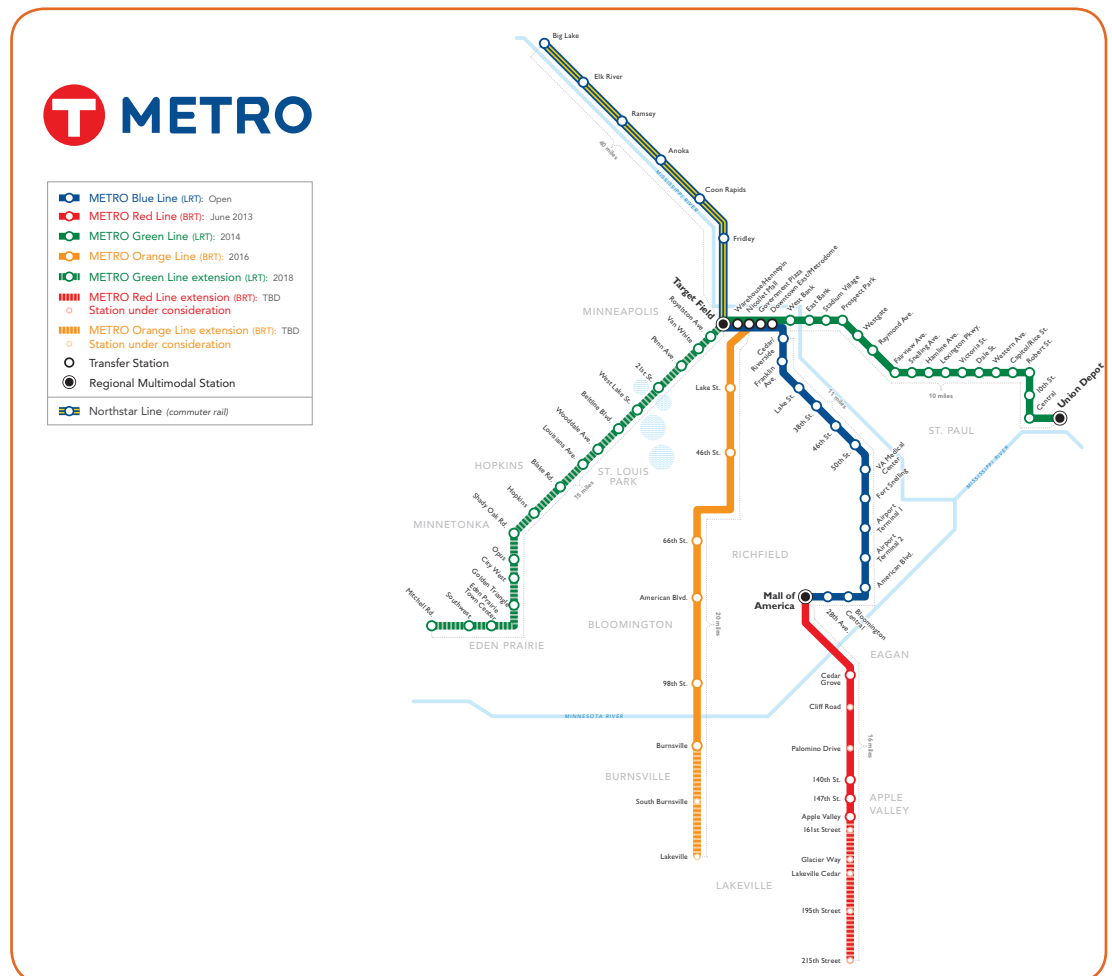 T METRO
METRO Blue Line (LRT): Open
METRO Red Line (BRT): June 2013
METRO Green Line (LRT): 2014
METRO Orange Line (BRT): 2016
METRO Green Line extension (LRT): 2018
METRO Red Line extension (BRT): TBD
Station under consideration
METRO Orange Line extension (BRT): TBD
Station under consideration
Transfer Station
Regional Multimodal Station
Northstar Line (commuter rail)
Big Lake
Elk River
Ramsey
Anoka
Coon Rapids
Fridley
40 miles
MISSISSIPPI RIVER
MINNEAPOLIS
Target Field
Warehouse/Hennepin
Nicollet Mall
Government Plaza
Downtown East/Metrodome
West Bank
East Bank
Stadium Village
Prospect Park
Westgate
Raymond Ave.
Fairview Ave.
Snelling Ave.
Hamline Ave.
Lexington Pkwy.
Victoria St.
Dale St.
Western Ave.
Capitol/Rice St.
Robert St.
10th St.
Central
Union Depot
10 miles
ST. PAUL
MISSISSIPPI RIVER
Royalston Ave.
Van White
Penn Ave.
21st St.
West Lake St.
Beltline Blvd.
Wooddale Ave.
Louisiana Ave.
Blake Rd.
Hopkins
Shady Oak Rd.
Opus
City West
Golden Triangle
Eden Prairie
Town Center
Southwest
Mitchell Rd.
15 miles
HOPKINS
ST. LOUIS
PARK
MINNETONKA
EDEN PRAIRIE
Lake St.
46th St.
66th St.
American Blvd.
98th St.
Burnsville
South Burnsville
Lakeville
20 miles
RICHFIELD
BLOOMINGTON
MINNESOTA RIVER
BURNSVILLE
LAKEVILLE
Cedar
Riverside
Franklin
Ave.
Lake St.
38th St.
46th St.
50th St.
VA Medical
Center
Fort Snelling
Airport
Terminal 1
Airport
Terminal 2
American Blvd.
Bloomington
Central
28th Ave.
Mall of
America
11 miles
EAGAN
Cedar
Grove
Cliff Road
Palomino Drive
140th St.
147th St.
Apple Valley
161st Street
Glacier Way
Lakeville Cedar
195th Street
215th Street
16 miles
APPLE
VALLEY